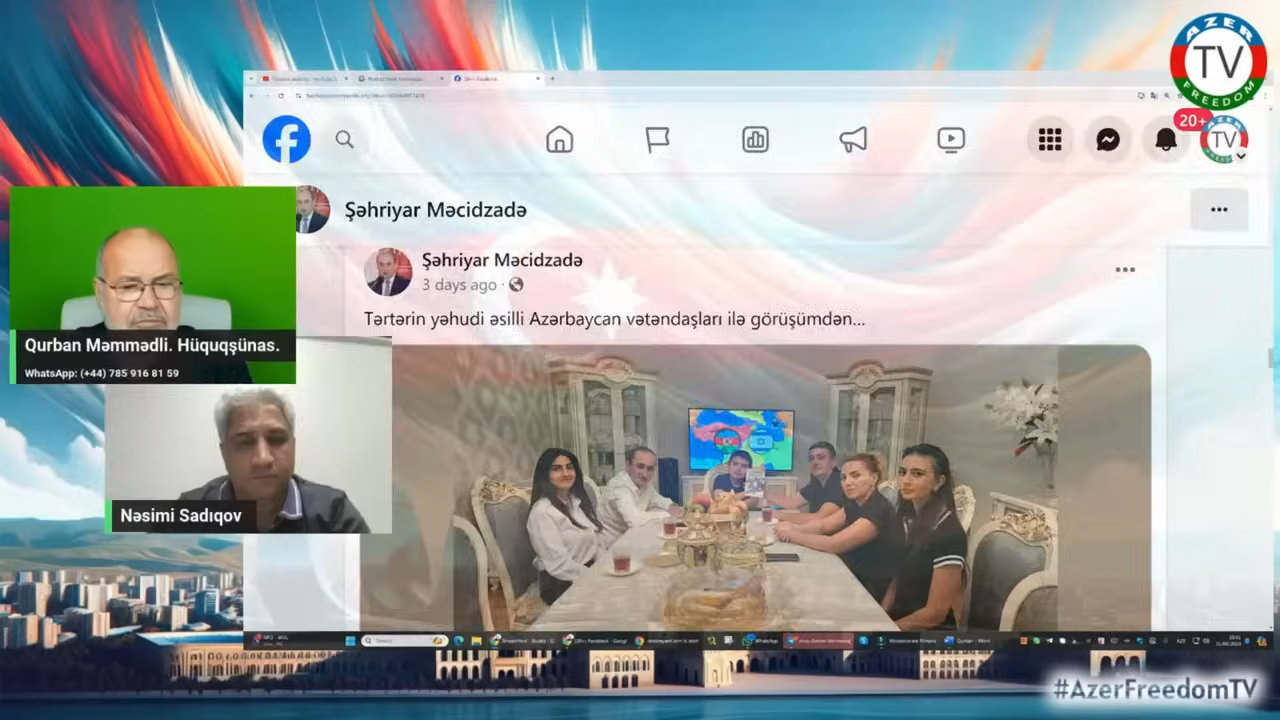 AZER
TV
FREEDOM
20+
TV
Şəhriyar Məcidzadə
Şəhriyar Məcidzadə
3 days ago ·
Tərtərin yəhudi əsilli Azərbaycan vətəndaşları ilə görüşümdən...
Qurban Məmmədli. Hüquqşünas.
WhatsApp: (+44) 785 916 81 59
Nəsimi Sadıqov
#AzerFreedomTV